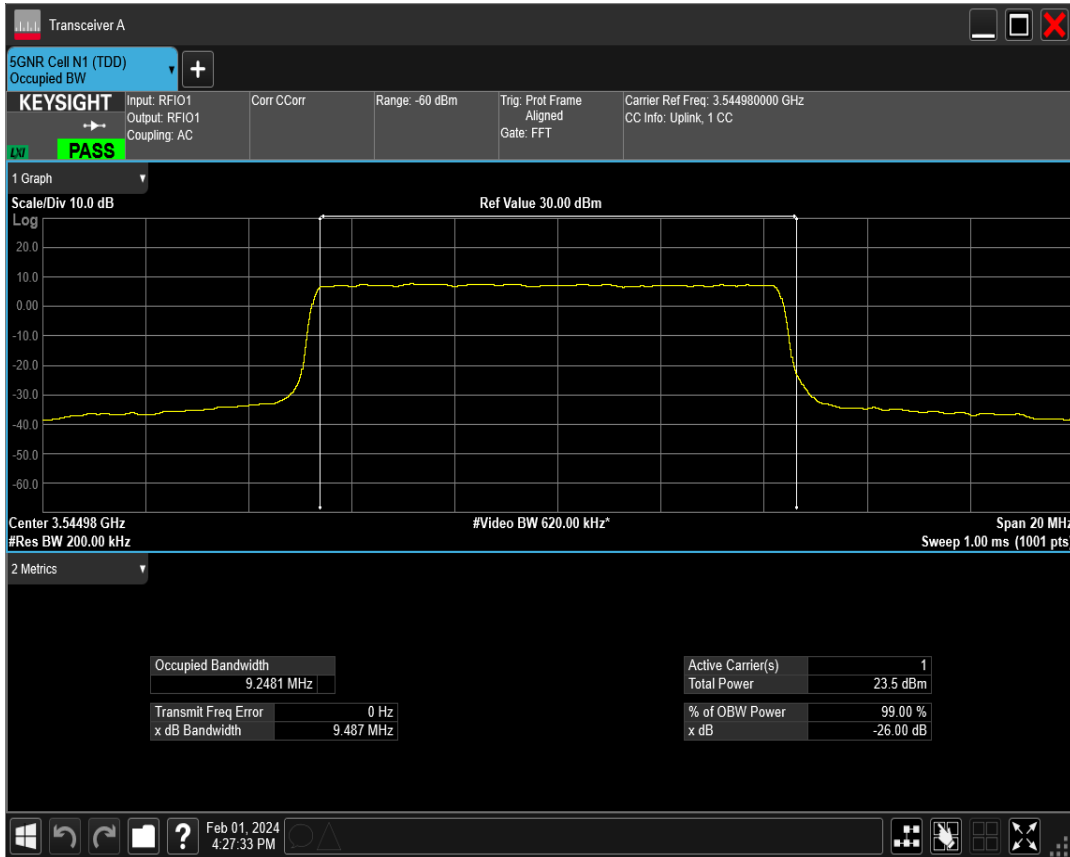 Transceiver A
5GNR Cell N1 (TDD)
Occupied BW
+
KEYSIGHT
LXI
PASS
Input: RFIO1
Output: RFIO1
Coupling: AC
Corr CCorr
Range: -60 dBm
Trig: Prot Frame
Aligned
Gate: FFT
Carrier Ref Freq: 3.544980000 GHz
CC Info: Uplink, 1 CC
1 Graph
Scale/Div 10.0 dB
Ref Value 30.00 dBm
Log
20.0
10.0
0.00
-10.0
-20.0
-30.0
-40.0
-50.0
-60.0
Center 3.54498 GHz
#Video BW 620.00 kHz*
Span 20 MHz
#Res BW 200.00 kHz
Sweep 1.00 ms (1001 pts)
2 Metrics
Occupied Bandwidth
9.2481 MHz
Transmit Freq Error 0 Hz
x dB Bandwidth 9.487 MHz
Active Carrier(s) 1
Total Power 23.5 dBm
% of OBW Power 99.00 %
x dB -26.00 dB
?
Feb 01, 2024
4:27:33 PM